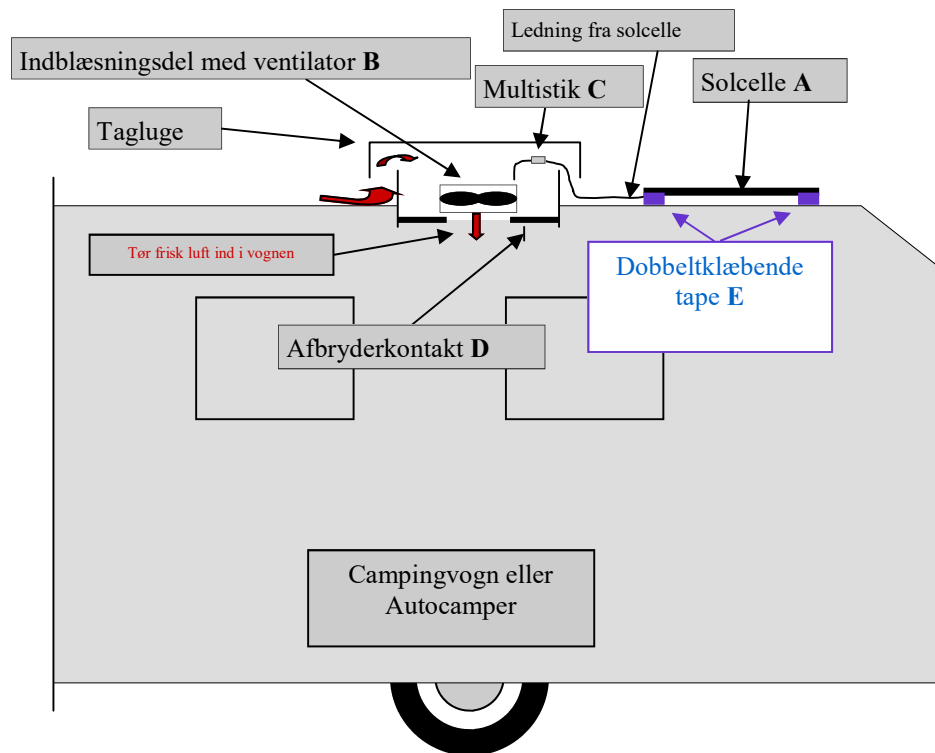 Ledning fra solcelle
Indblæsningsdel med ventilator B
Multistik C
Solcelle A
Tagluge
Tør frisk luft ind i vognen
Dobbeltklæbende
tape E
Afbryderkontakt D
Campingvogn eller
Autocamper